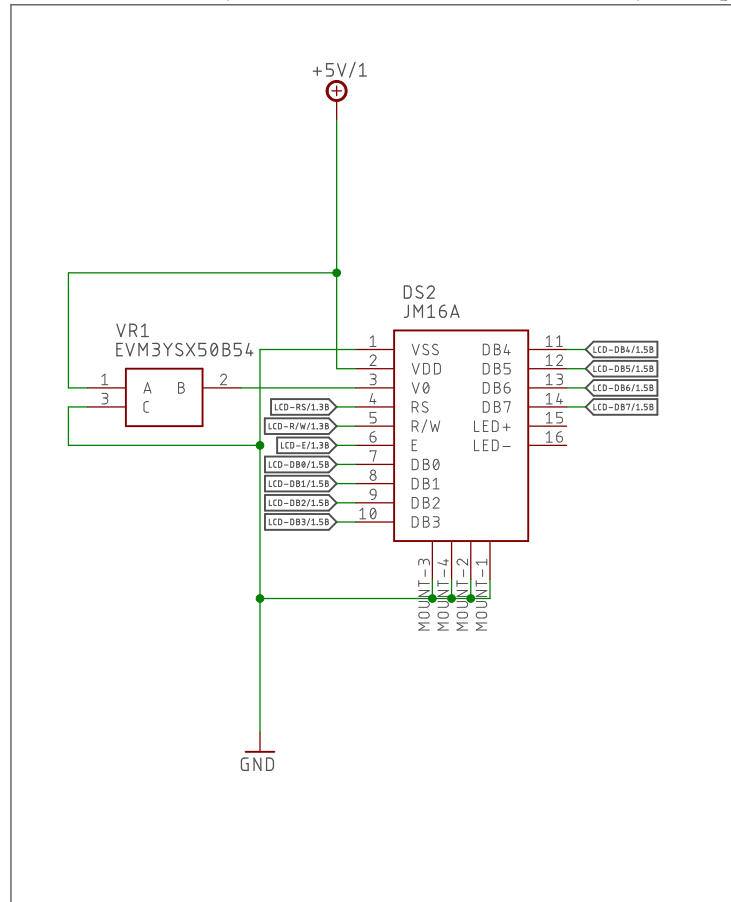 +5V/1
DS2
JM16A
VR1
EVM3YSX50B54
1 A B 2
3 C
1 VSS DB4 11 LCD-DB4/1.5B
2 VDD DB5 12 LCD-DB5/1.5B
3 V0 DB6 13 LCD-DB6/1.5B
LCD-RS/1.3B 4 RS DB7 14 LCD-DB7/1.5B
LCD-R/W/1.3B 5 R/W LED+ 15
LCD-E/1.3B 6 E LED- 16
LCD-DB0/1.5B 7 DB0
LCD-DB1/1.5B 8 DB1
LCD-DB2/1.5B 9 DB2
LCD-DB3/1.5B 10 DB3
MOUNT-3
MOUNT-4
MOUNT-2
MOUNT-1
GND